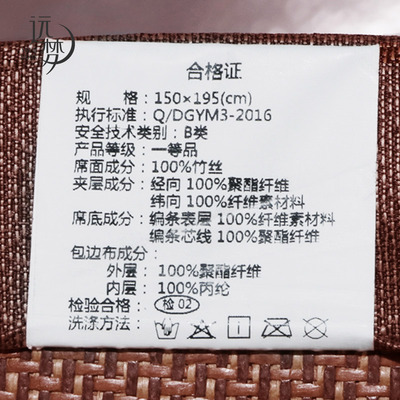 远梦
合格证
规 格：150×195(cm)
执行标准：Q/DGYM3-2016
安全技术类别：B类
产品等级：一等品
席面成分：100%竹丝
夹层成分：经向 100%聚酯纤维
纬向 100%纤维素材料
席底成分：编条表层 100%纤维素材料
编条芯线 100%聚酯纤维
包边布成分：
外层：100%聚酯纤维
内层：100%丙纶
检验合格：检 02
洗涤方法：